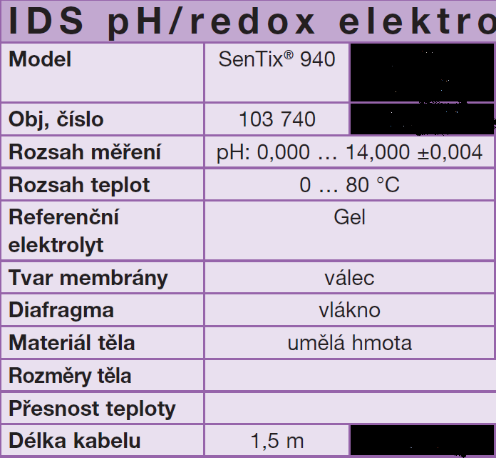 IDS pH/redox elektro
Model SenTix® 940
Obj, číslo 103 740
Rozsah měření pH: 0,000 … 14,000 ±0,004
Rozsah teplot 0 … 80 °C
Referenční
elektrolyt Gel
Tvar membrány válec
Diafragma vlákno
Materiál těla umělá hmota
Rozměry těla
Přesnost teploty
Délka kabelu 1,5 m